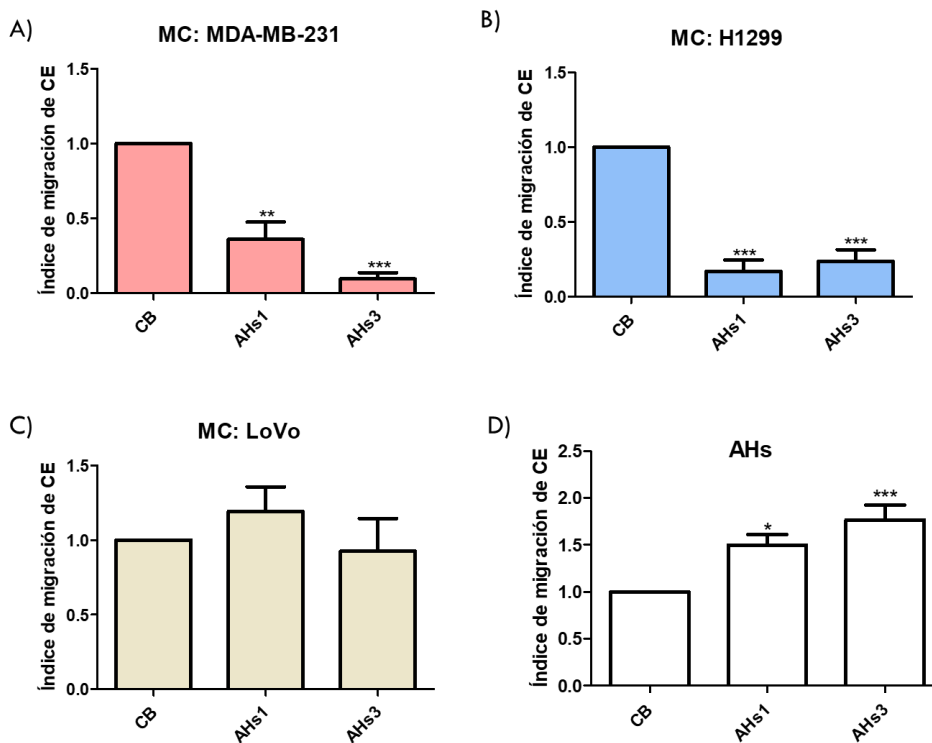 A)
MC: MDA-MB-231
Índice de migración de CE
1.5
1.0
0.5
0.0
**
***
CB
AHs1
AHs3
B)
MC: H1299
Índice de migración de CE
1.5
1.0
0.5
0.0
***
***
CB
AHs1
AHs3
C)
MC: LoVo
Índice de migración de CE
1.5
1.0
0.5
0.0
CB
AHs1
AHs3
D)
AHs
Índice de migración de CE
2.5
2.0
1.5
1.0
0.5
0.0
*
***
CB
AHs1
AHs3